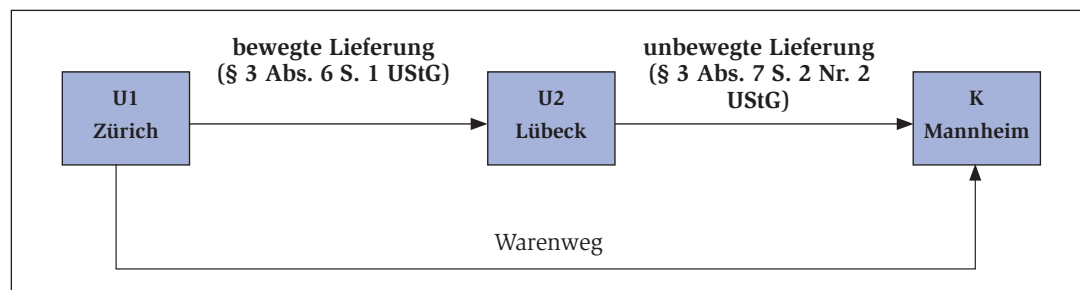 bewegte Lieferung
(§ 3 Abs. 6 S. 1 UStG)
unbewegte Lieferung
(§ 3 Abs. 7 S. 2 Nr. 2
UStG)
U1
Zürich
U2
Lübeck
K
Mannheim
Warenweg